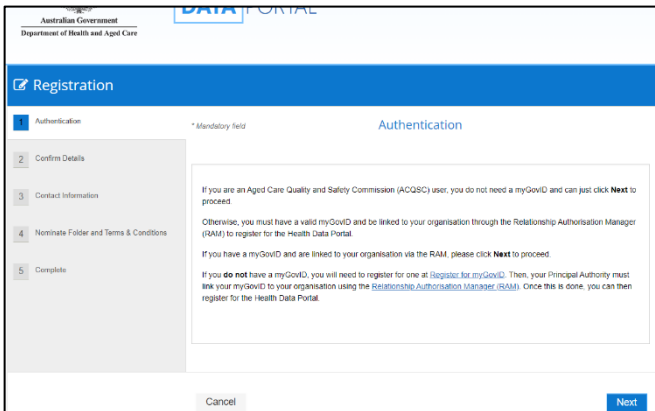 Australian Government
Department of Health and Aged Care
DATA PORTAL
Registration
1 Authentication
2 Confirm Details
3 Contact Information
4 Nominate Folder and Terms & Conditions
5 Complete
* Mandatory field
Authentication
If you are an Aged Care Quality and Safety Commission (ACQSC) user, you do not need a myGovID and can just click Next to
proceed.
Otherwise, you must have a valid myGovID and be linked to your organisation through the Relationship Authorisation Manager
(RAM) to register for the Health Data Portal.
If you have a myGovID and are linked to your organisation via the RAM, please click Next to proceed.
If you do not have a myGovID, you will need to register for one at Register for myGovID. Then, your Principal Authority must
link your myGovID to your organisation using the Relationship Authorisation Manager (RAM). Once this is done, you can then
register for the Health Data Portal.
Cancel
Next